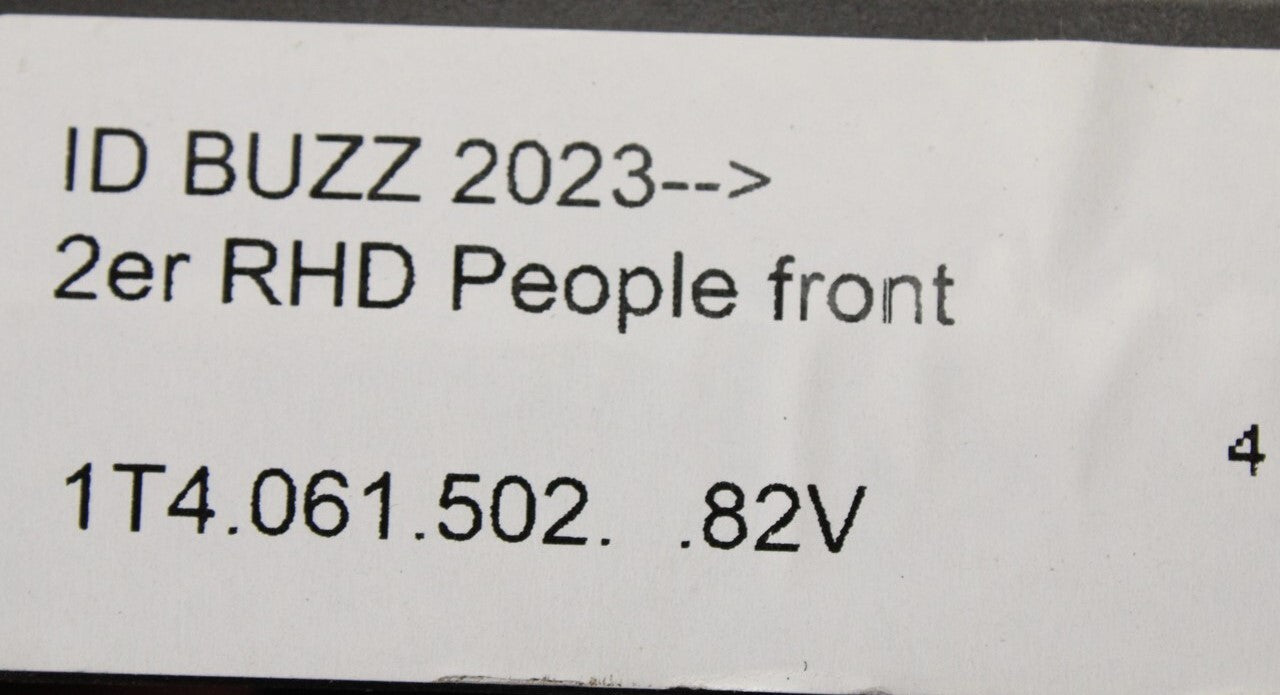 ID BUZZ 2023-->
2er RHD People front
4
1T4.061.502. .82V